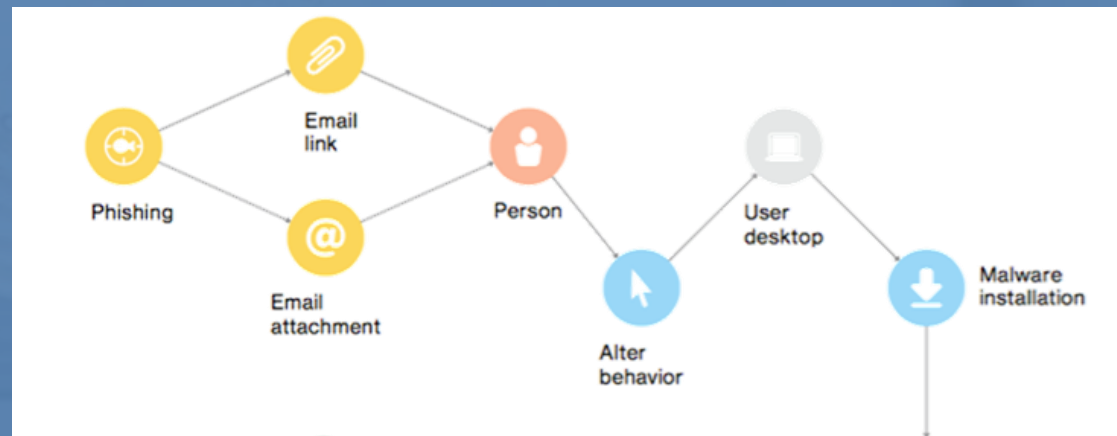 Email
link
Phishing
Person
User
desktop
Malware
installation
Email
attachment
@
Alter
behavior